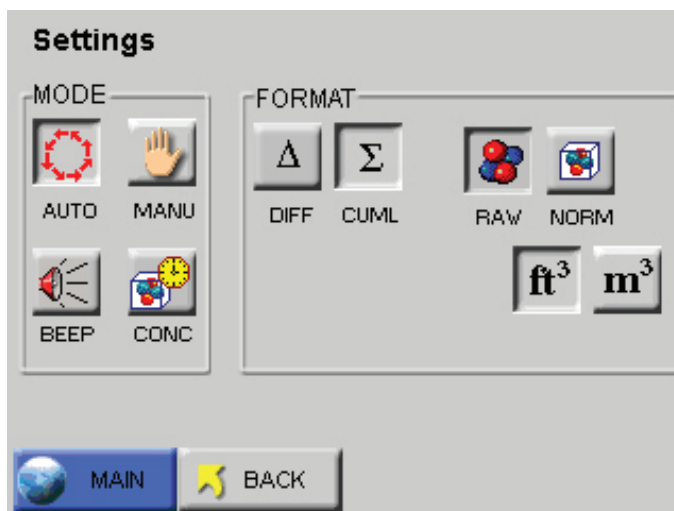 Settings
MODE
FORMAT
AUTO MANU
Δ Σ
DIFF CUML
RAW NORM
ft³ m³
BEEP CONC
MAIN BACK